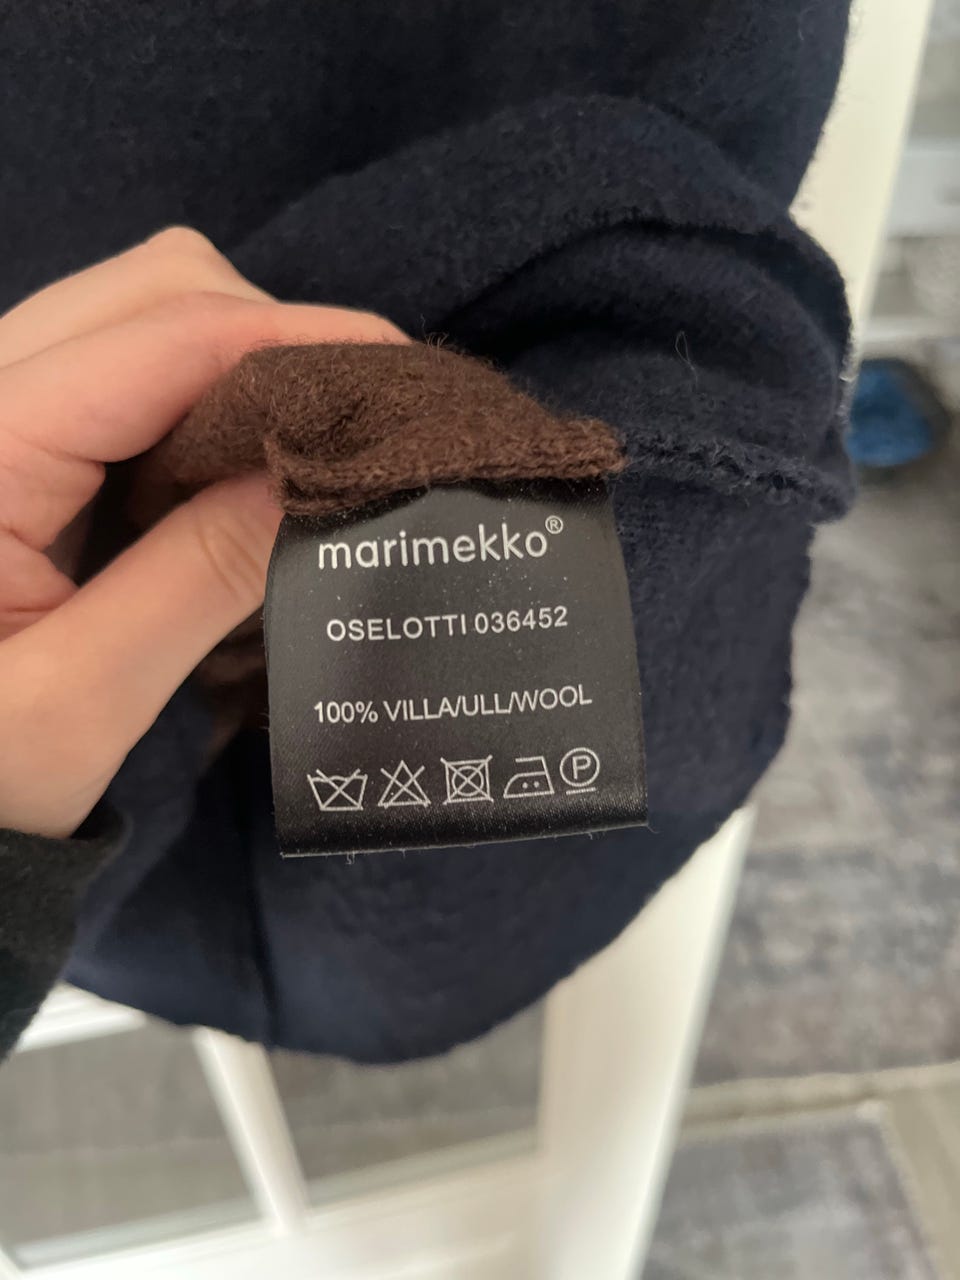 marimekko®
OSELOTTI 036452
100% VILLA/ULL/WOOL
P